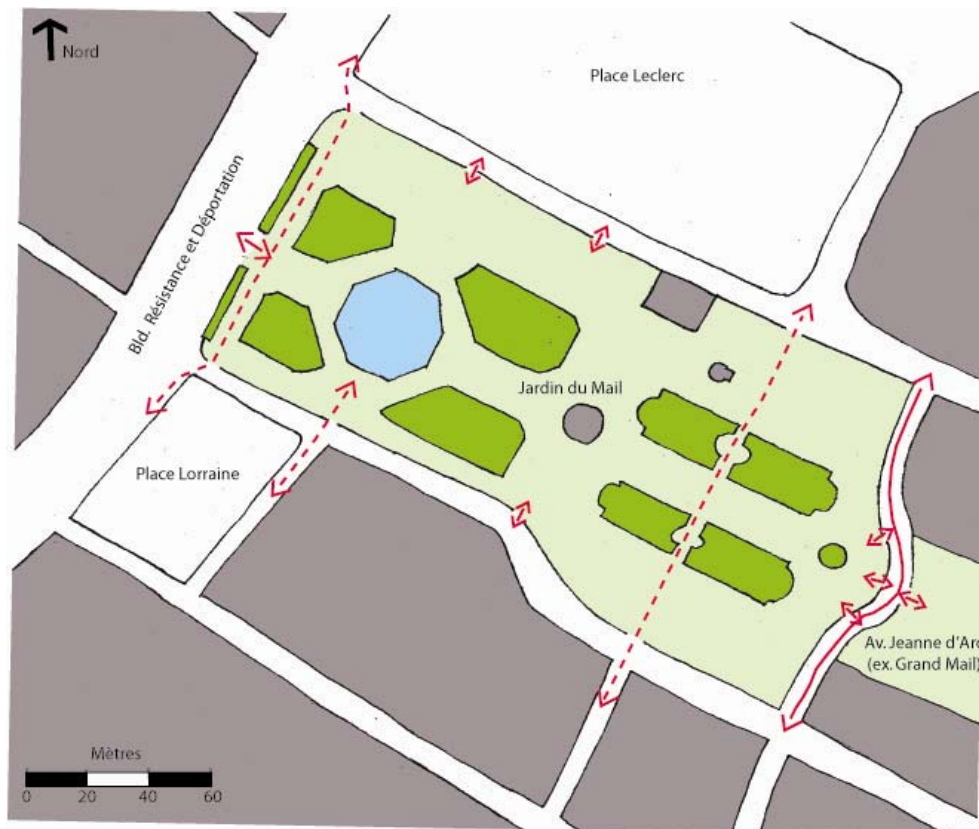 Nord
Place Leclerc
Bld. Résistance et Déportation
Jardin du Mail
Place Lorraine
Av. Jeanne d'Arc
(ex. Grand Mail)
Mètres
0 20 40 60